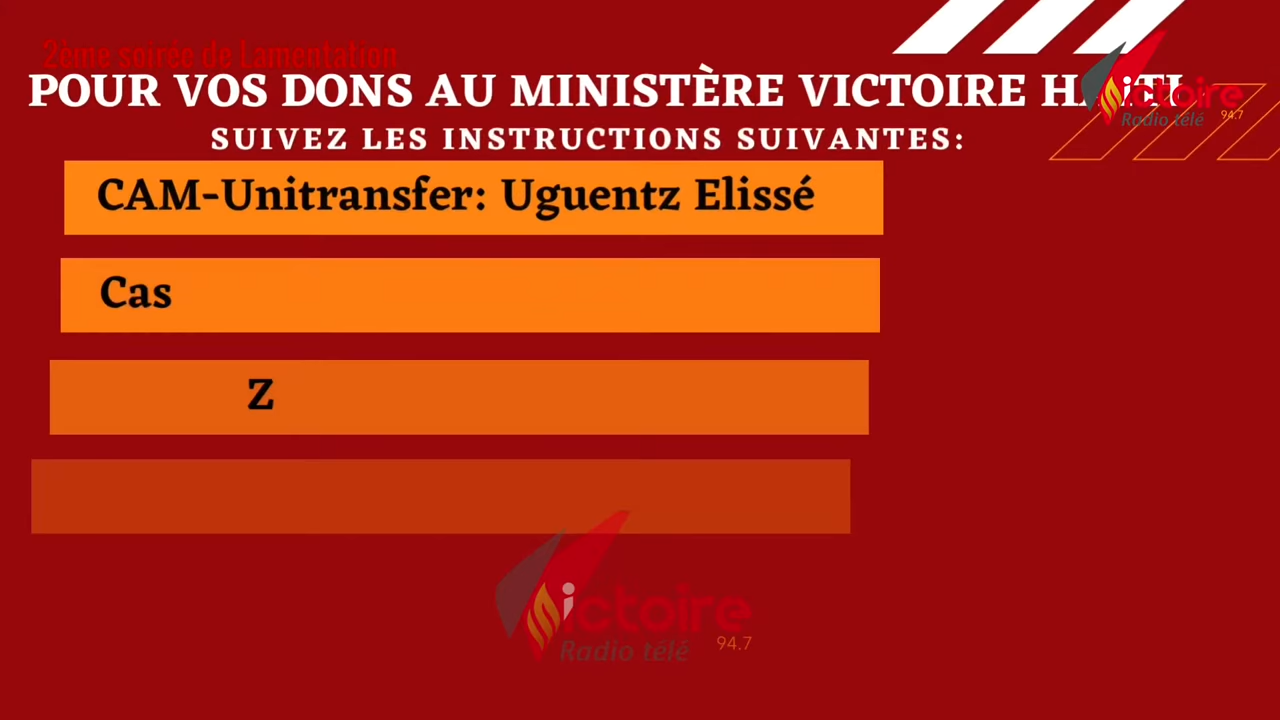 2ème soirée de Lamentation
POUR VOS DONS AU MINISTÈRE VICTOIRE HAITI
SUIVEZ LES INSTRUCTIONS SUIVANTES:
CAM-Unitransfer: Uguentz Elissé
Cas
Z
Victoire
Radio télé 94.7
Victoire
Radio télé 94.7